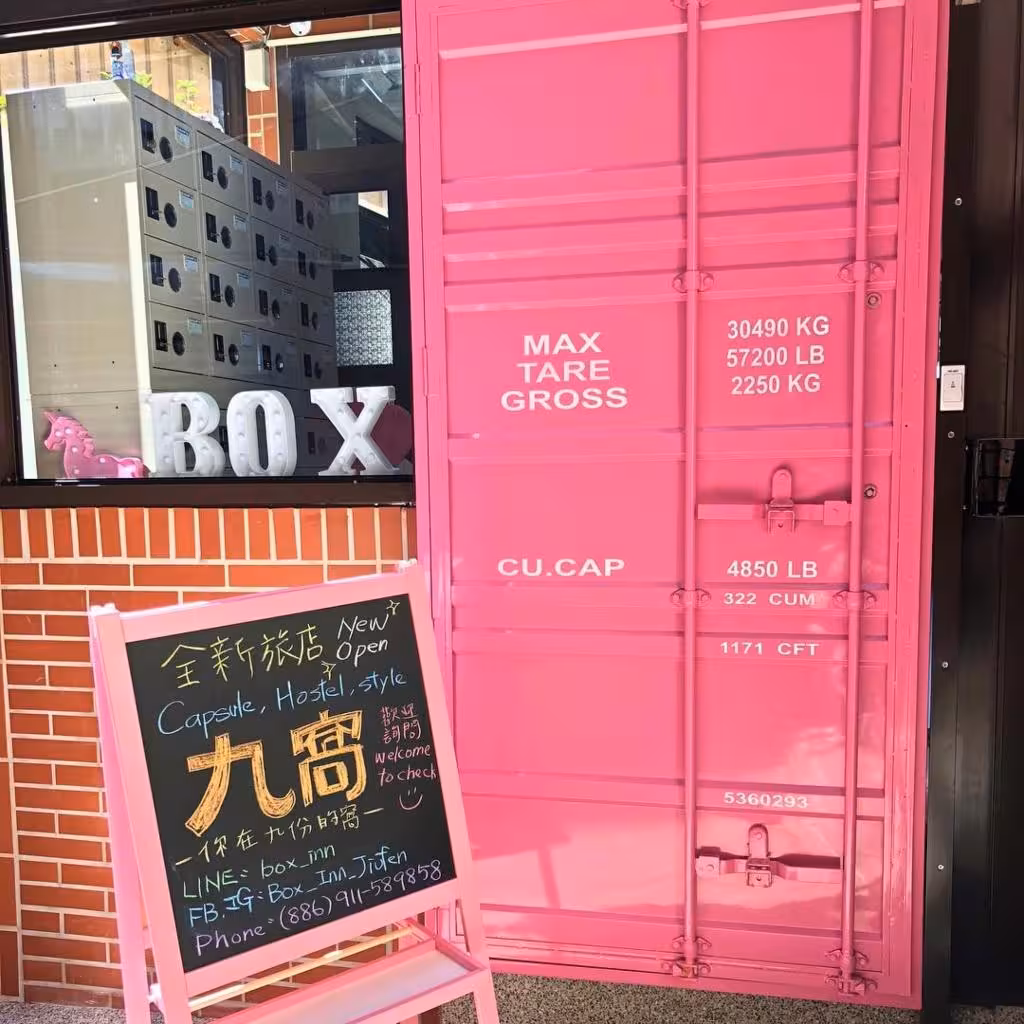 BOX
MAX
TARE
GROSS
30490 KG
57200 LB
2250 KG
CU.CAP
4850 LB
322 CUM
1171 CFT
5360293
全新旅店
New
Open
Capsule, Hostel, style
九窩
歡迎
詢問
welcome
to check
—你在九份的窩—
LINE: box_inn
FB.IG: Box_Inn_Jiufen
Phone: (886) 911-589858